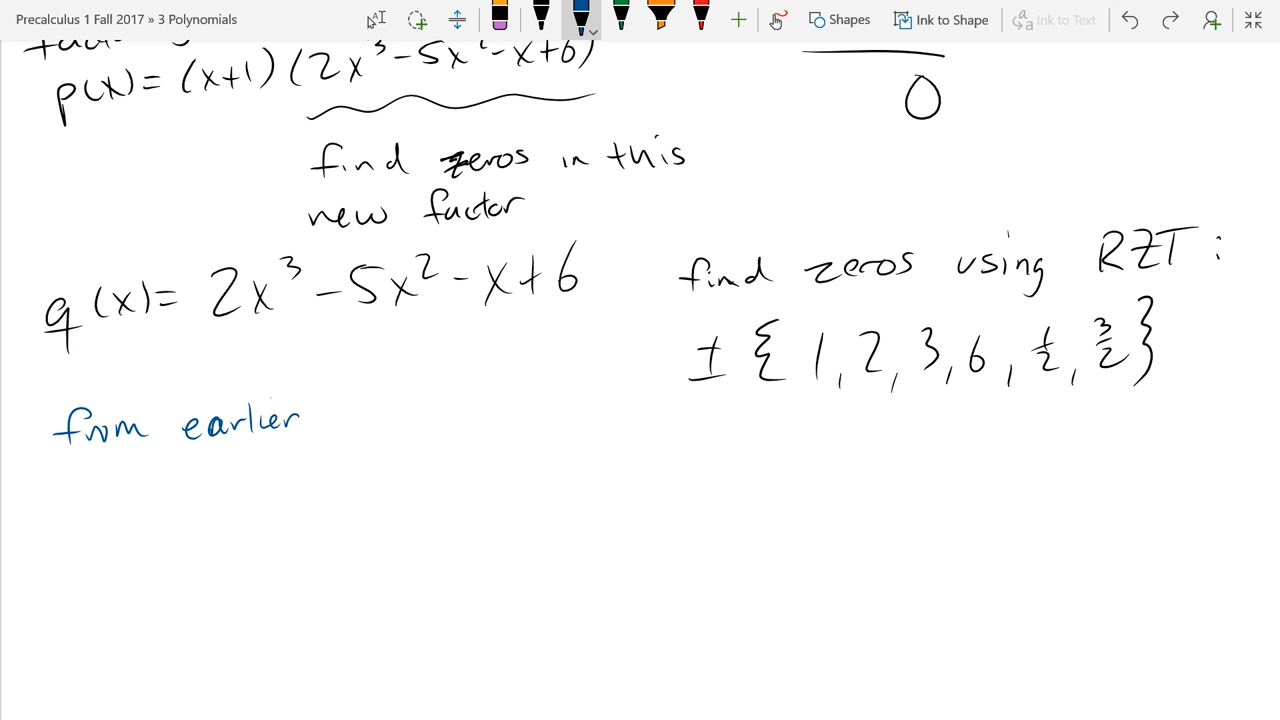 Precalculus 1 Fall 2017 » 3 Polynomials
Shapes
Ink to Shape
Ink to Text
p(x) = (x+1) (2x³ - 5x² - x + 6)
0
find zeros in this
new factor
q(x) = 2x³ - 5x² - x + 6
find zeros using RZT :
± { 1, 2, 3, 6, 1/2, 3/2 }
from earlier